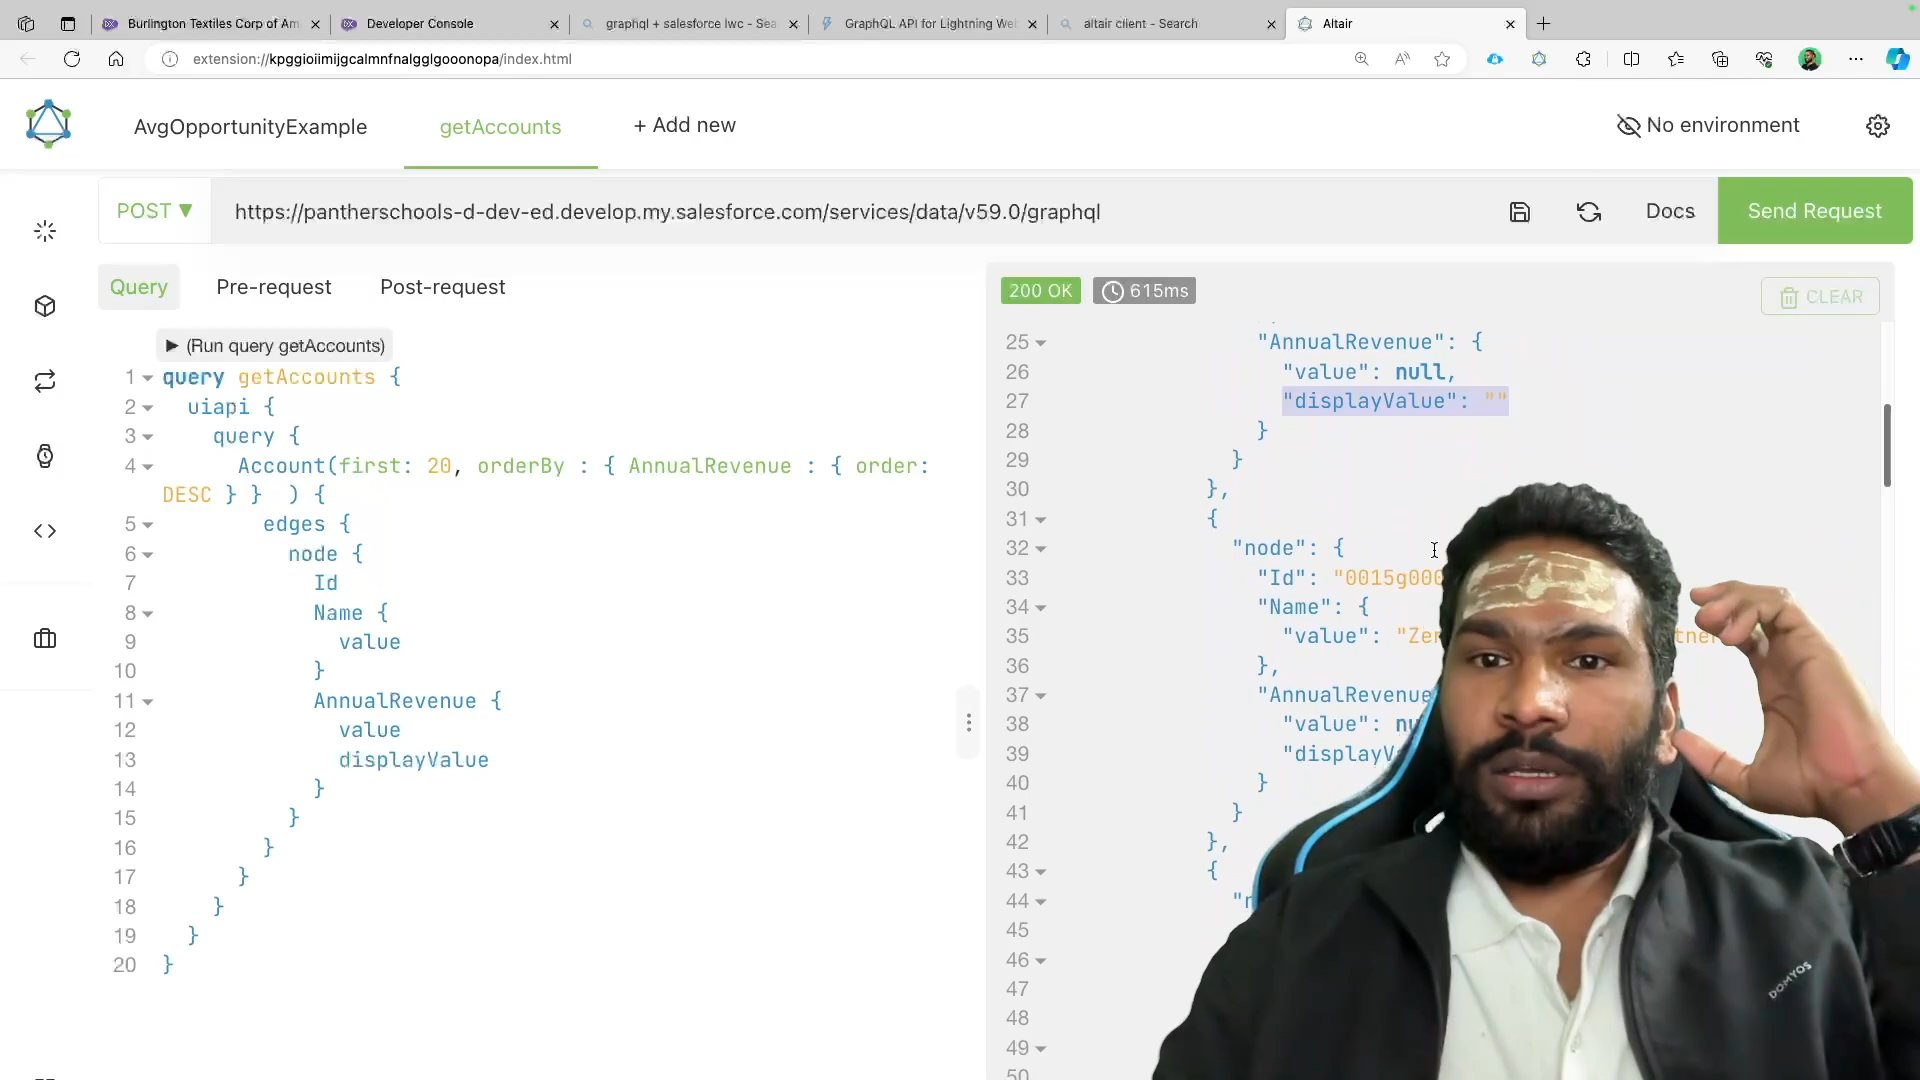 Burlington Textiles Corp of Am
Developer Console
graphql + salesforce lwc - Sea
GraphQL API for Lightning Web
altair client - Search
Altair
extension://kpggioiimijgcalmnfnalgglgooonopa/index.html
AvgOpportunityExample
getAccounts
+ Add new
No environment
POST ▼
https://pantherschools-d-dev-ed.develop.my.salesforce.com/services/data/v59.0/graphql
Docs
Send Request
Query
Pre-request
Post-request
▶ (Run query getAccounts)
1 query getAccounts {
2 uiapi {
3 query {
4 Account(first: 20, orderBy : { AnnualRevenue : { order:
DESC } } ) {
5 edges {
6 node {
7 Id
8 Name {
9 value
10 }
11 AnnualRevenue {
12 value
13 displayValue
14 }
15 }
16 }
17 }
18 }
19 }
20 }
200 OK
615ms
CLEAR
25 "AnnualRevenue": {
26 "value": null,
27 "displayValue": ""
28 }
29 }
30 },
31 {
32 "node": {
33 "Id": "0015g000
34 "Name": {
35 "value":
36 },
37 "AnnualRevenue
38 "value":
39
40 }
41 }
42 },
43 {
44
45
46
47
48
49
50
DOMYOS